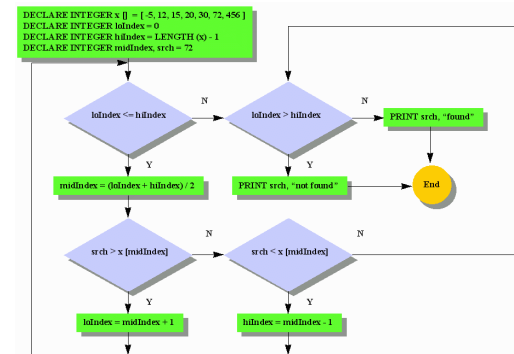 DECLARE INTEGER x [] = [ -5, 12, 15, 20, 30, 72, 456 ]
DECLARE INTEGER loIndex = 0
DECLARE INTEGER hiIndex = LENGTH (x) - 1
DECLARE INTEGER midIndex, srch = 72
loIndex <= hiIndex
N
loIndex > hiIndex
N
PRINT srch, "found"
Y
Y
midIndex = (loIndex + hiIndex) / 2
PRINT srch, "not found"
End
srch > x [midIndex]
N
srch < x [midIndex]
N
Y
Y
loIndex = midIndex + 1
hiIndex = midIndex - 1